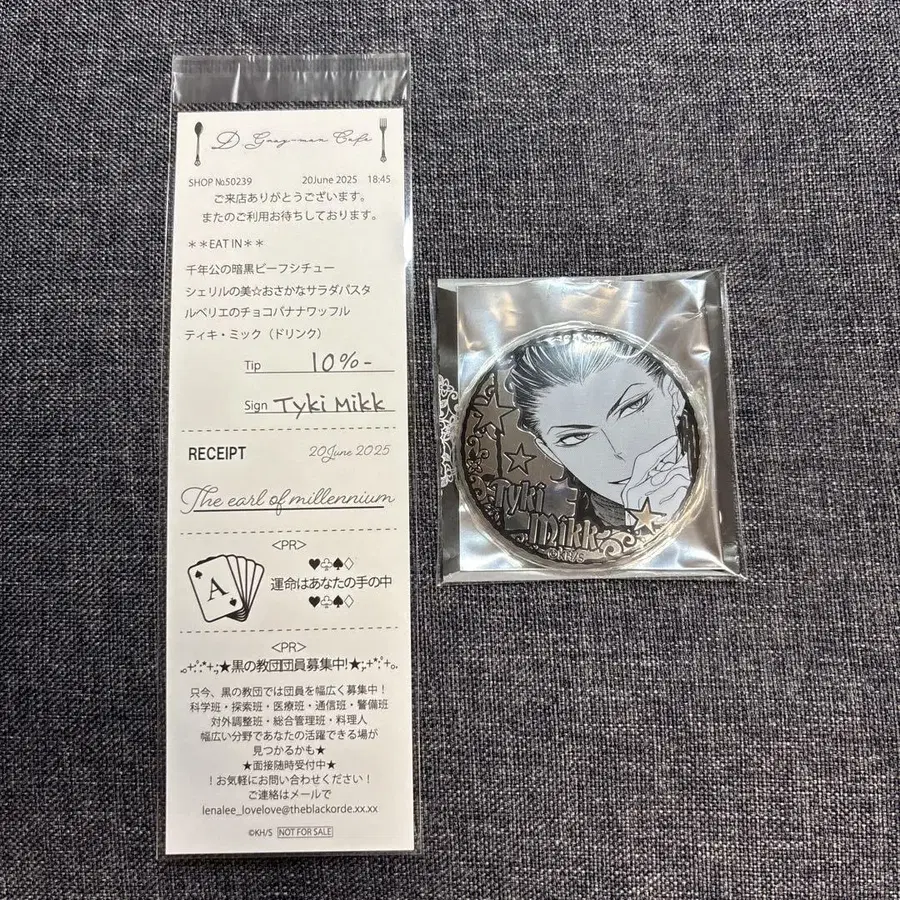 D.Gray-man Cafe
SHOP №50239 20June 2025 18:45
ご来店ありがとうございます。
またのご利用お待ちしております。
＊＊EAT IN＊＊
千年公の暗黒ビーフシチュー
シェリルの美☆おさかなサラダパスタ
ルベリエのチョコバナナワッフル
ティキ・ミック（ドリンク）
Tip 10%-
Sign Tyki Mikk
RECEIPT 20June 2025
The earl of millennium
<PR>
♥♧♠♢
A
運命はあなたの手の中
♥♧♠♢
<PR>
.｡+:*+.;★黒の教団団員募集中!★;.+*:+｡.
只今、黒の教団では団員を幅広く募集中！
科学班・探索班・医療班・通信班・警備班
対外調整班・総合管理班・料理人
幅広い分野であなたの活躍できる場が
見つかるかも★
★面接随時受付中★
！お気軽にお問い合わせください！
ご連絡はメールで
lenalee_lovelove@theblackorde.xx.xx
©KH/S NOT FOR SALE
Tyki
Mikk
©KH/S